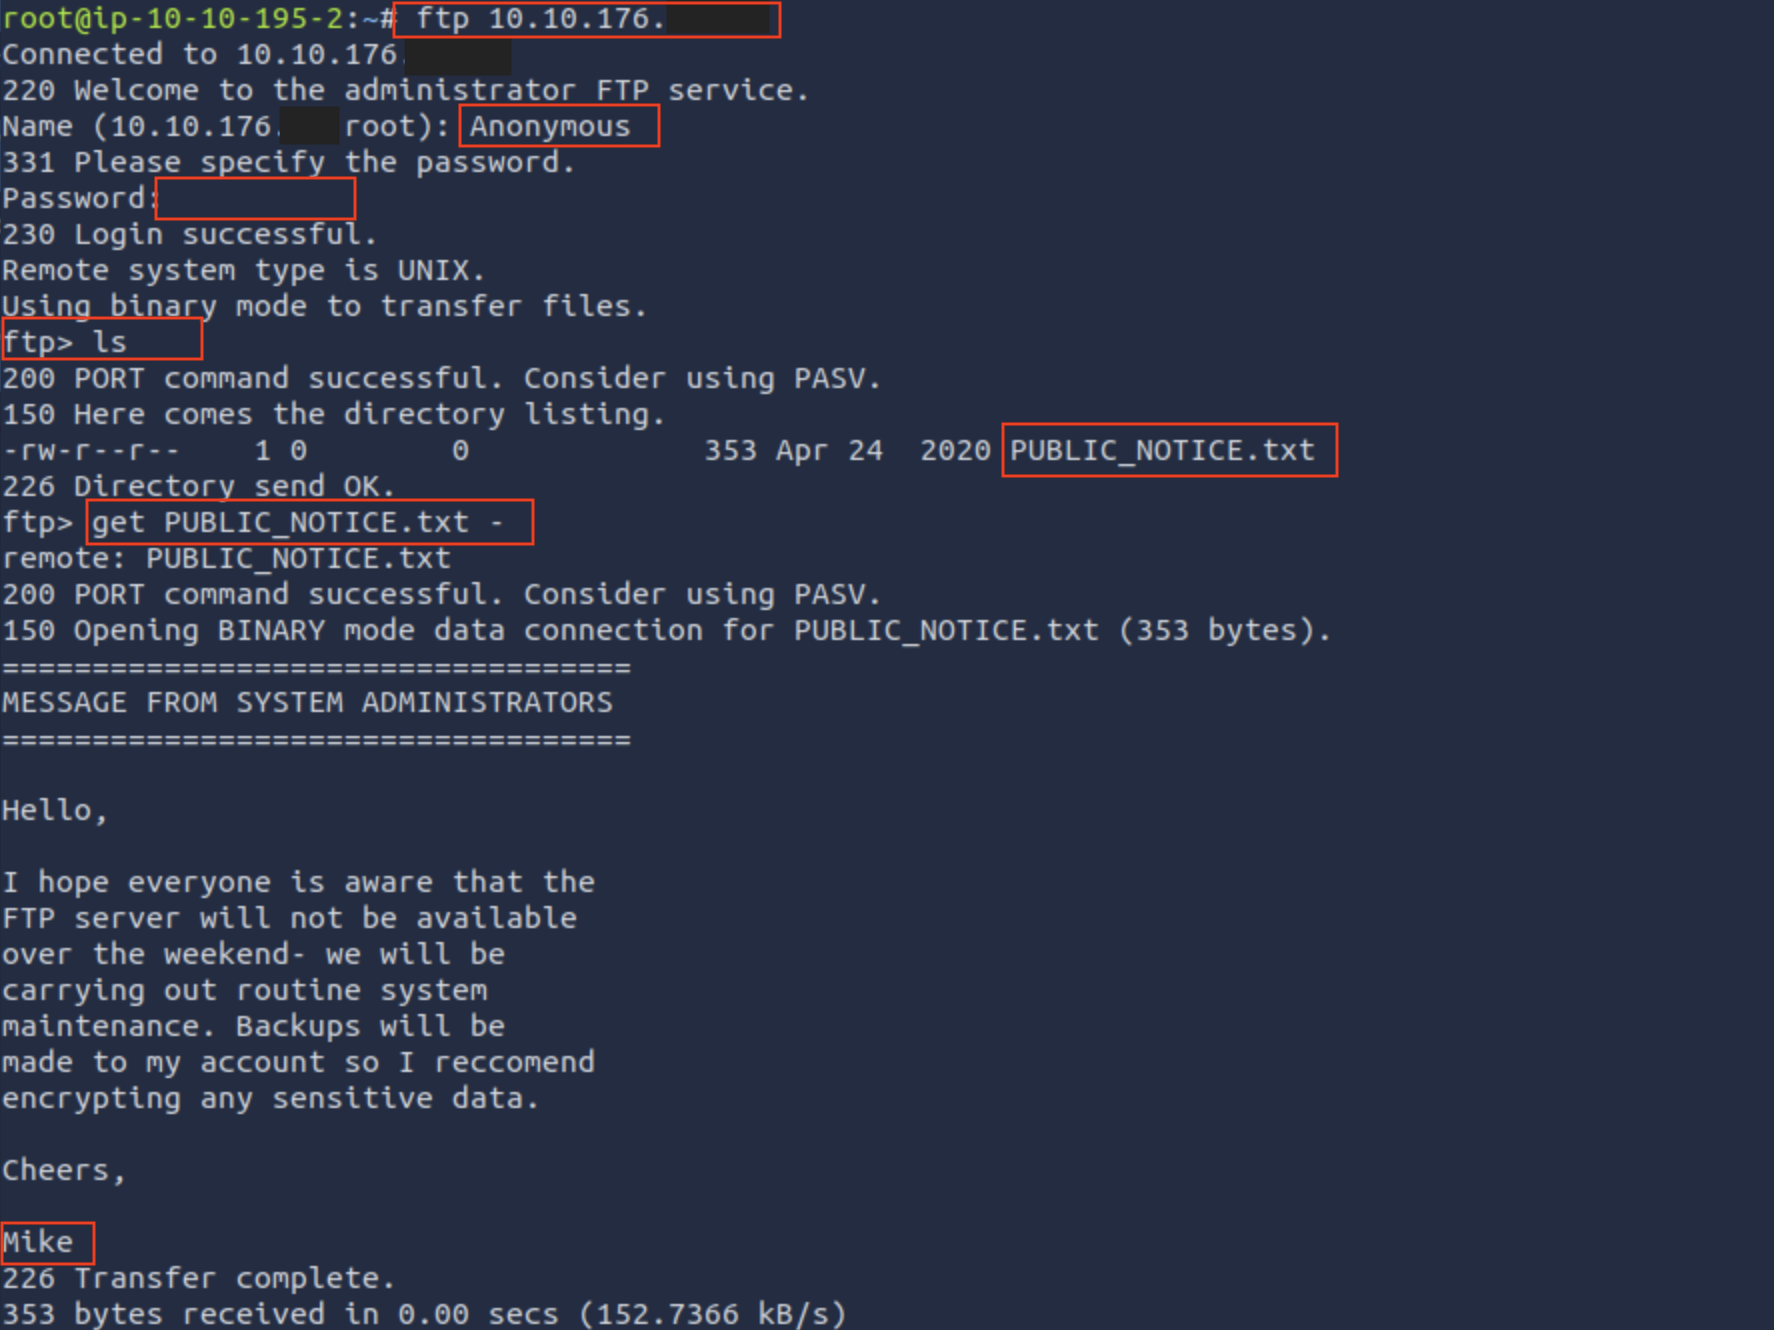 root@ip-10-10-195-2:~# ftp 10.10.176.
Connected to 10.10.176.
220 Welcome to the administrator FTP service.
Name (10.10.176. root): Anonymous
331 Please specify the password.
Password:
230 Login successful.
Remote system type is UNIX.
Using binary mode to transfer files.
ftp> ls
200 PORT command successful. Consider using PASV.
150 Here comes the directory listing.
-rw-r--r--    1 0        0             353 Apr 24  2020 PUBLIC_NOTICE.txt
226 Directory send OK.
ftp> get PUBLIC_NOTICE.txt -
remote: PUBLIC_NOTICE.txt
200 PORT command successful. Consider using PASV.
150 Opening BINARY mode data connection for PUBLIC_NOTICE.txt (353 bytes).
===================================
MESSAGE FROM SYSTEM ADMINISTRATORS
===================================
Hello,
I hope everyone is aware that the
FTP server will not be available
over the weekend- we will be
carrying out routine system
maintenance. Backups will be
made to my account so I reccomend
encrypting any sensitive data.
Cheers,
Mike
226 Transfer complete.
353 bytes received in 0.00 secs (152.7366 kB/s)